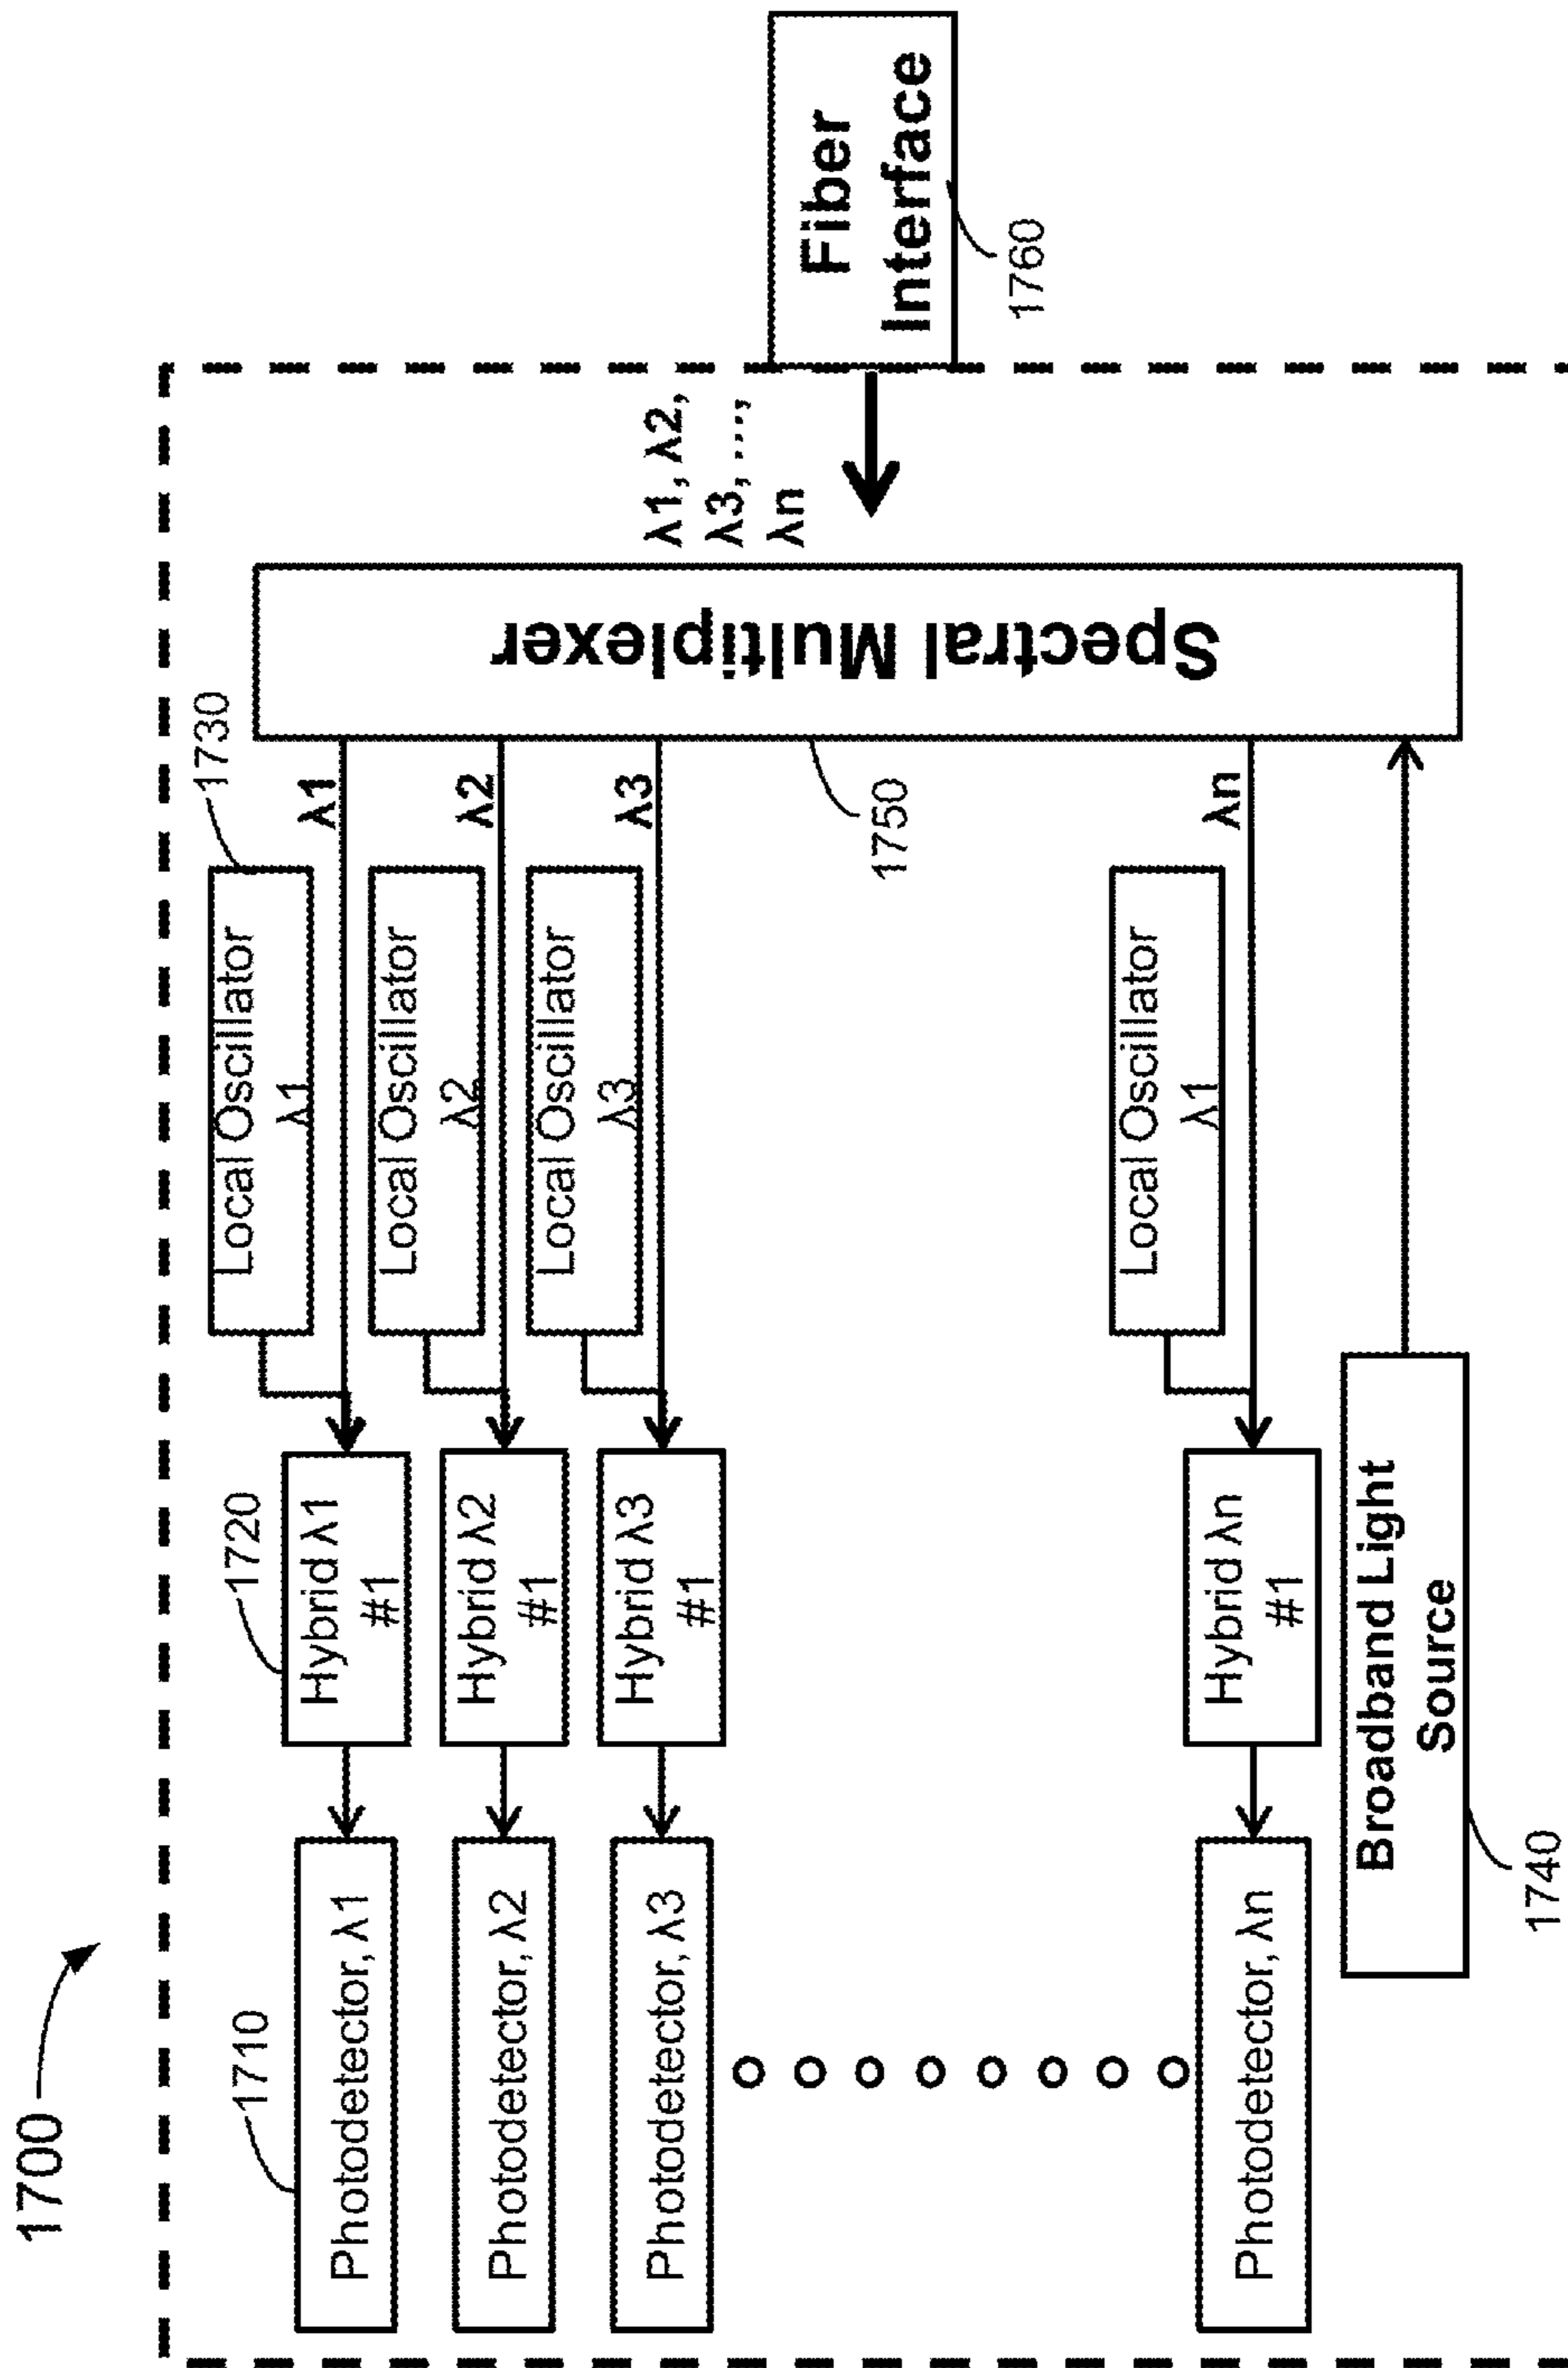 1700
1710
1720
1730
Photodetector, λ1
Hybrid λ1
#1
Local Oscillator
λ1
λ1
Photodetector, λ2
Hybrid λ2
#1
Local Oscillator
λ2
λ2
Photodetector, λ3
Hybrid λ3
#1
Local Oscillator
λ3
λ3
Photodetector, λn
Hybrid λn
#1
Local Oscillator
λ1
λn
Broadband Light
Source
1740
Spectral Multiplexer
1750
λ1, λ2,
λ3, ...,
λn
Fiber
Interface
1760